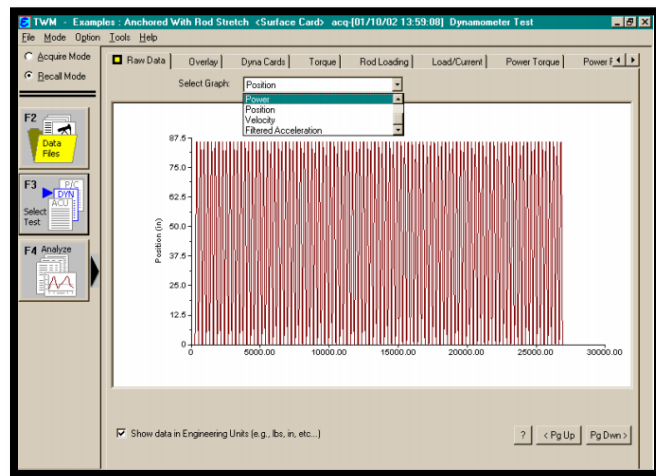 TWM - Examples : Anchored With Rod Stretch <Surface Card> acq-[01/10/02 13:59:08] Dynamometer Test
File Mode Option Tools Help
Acquire Mode
Recall Mode
Raw Data Overlay Dyna Cards Torque Rod Loading Load/Current Power Torque Power F
Select Graph: Position
Power
Position
Velocity
Filtered Acceleration
F2
Data
Files
F3
P/C
DYN
ACU
Select
Test
F4 Analyze
Position (in)
87.5
75.0
62.5
50.0
37.5
25.0
12.5
0
0 5000.00 10000.00 15000.00 20000.00 25000.00 30000.00
Show data in Engineering Units (e.g., lbs, in, etc...)
? < Pg Up Pg Dwn >